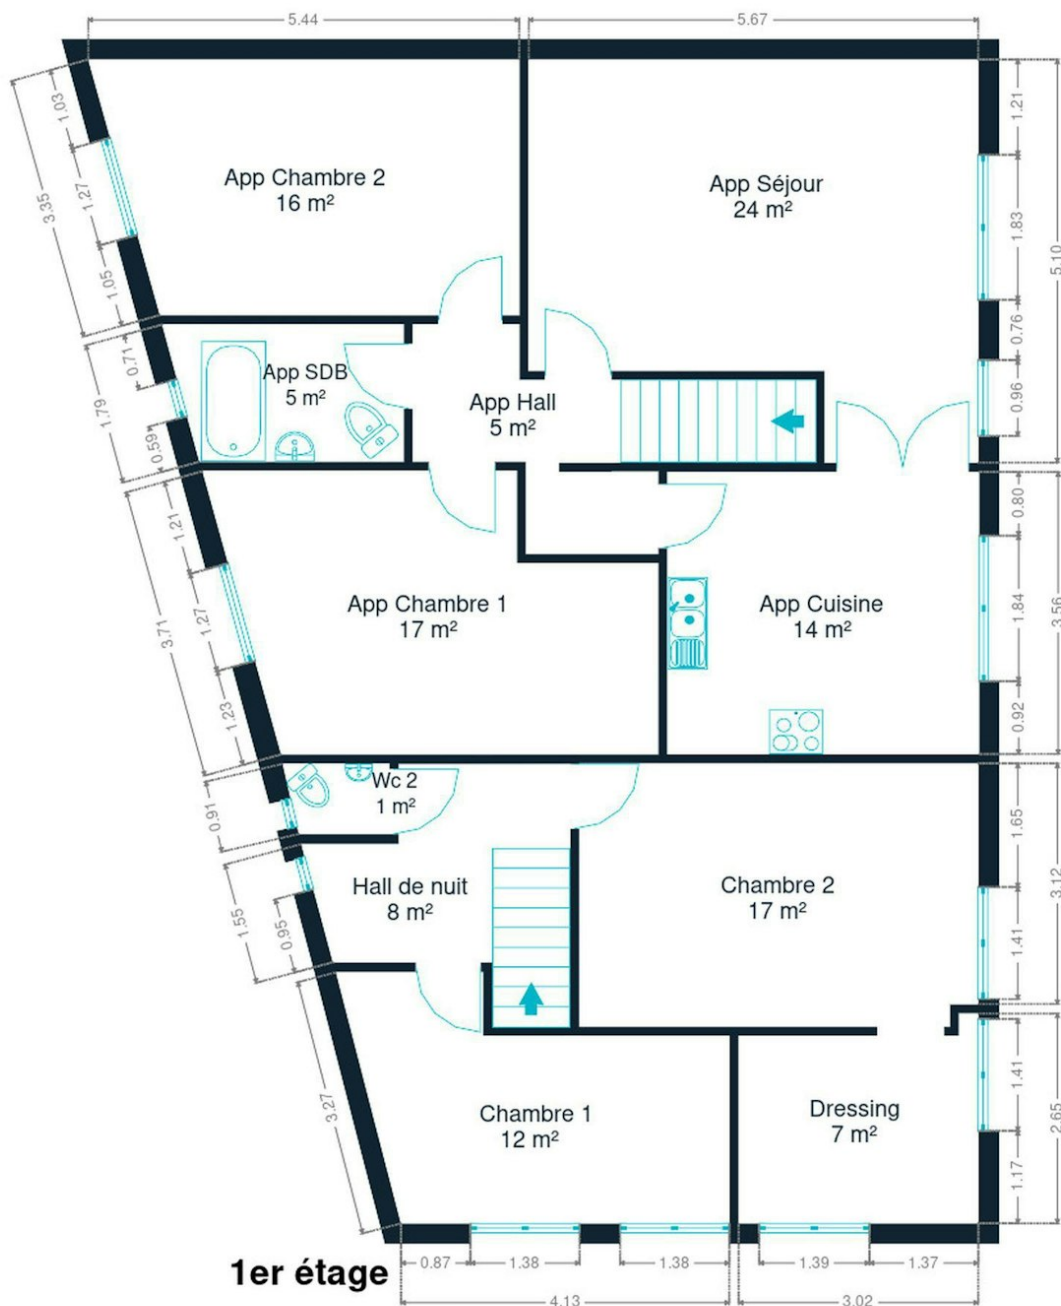 5.44
5.67
1.03
1.27
1.05
3.35
App Chambre 2
16 m²
App Séjour
24 m²
1.21
1.83
0.76
0.96
5.10
0.71
0.59
1.79
App SDB
5 m²
App Hall
5 m²
1.21
1.27
1.23
3.71
App Chambre 1
17 m²
App Cuisine
14 m²
0.80
1.84
0.92
3.56
0.91
Wc 2
1 m²
0.95
1.55
Hall de nuit
8 m²
Chambre 2
17 m²
1.65
1.41
3.12
3.27
Chambre 1
12 m²
Dressing
7 m²
1.41
1.17
2.65
1er étage
0.87
1.38
1.38
1.39
1.37
4.13
3.02